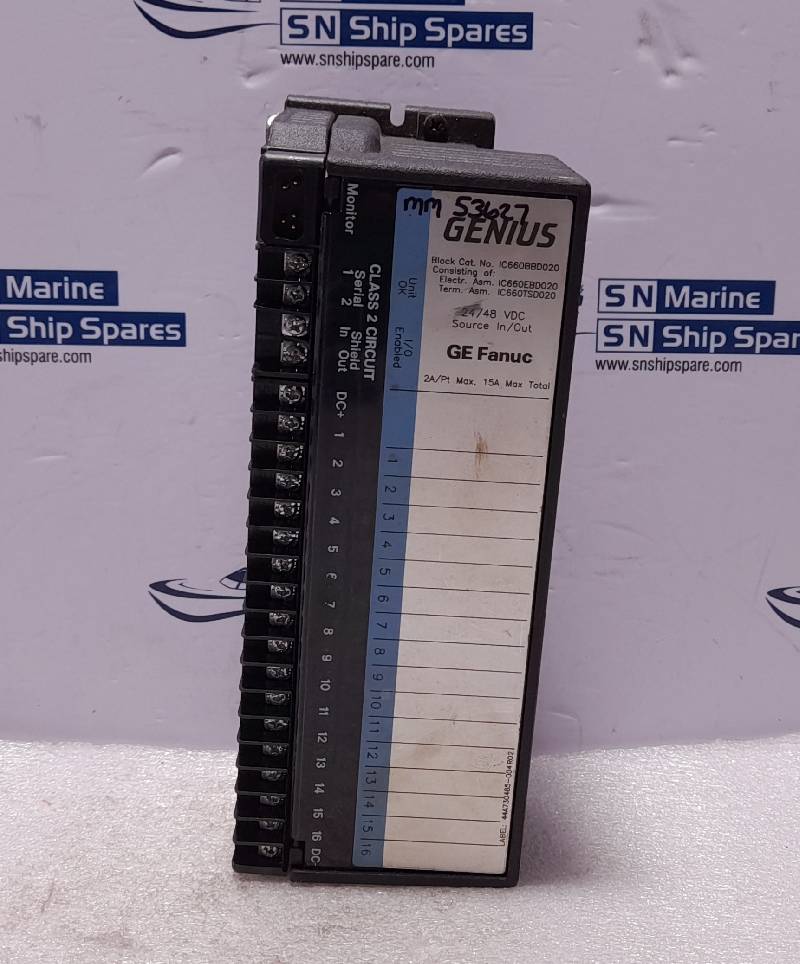 SN Ship Spares
www.snshipspare.com
Marine
Ship Spares
snshipspare.com
SN Marine
SN Ship Spar
www.snshipspare.com
mm 53627
GENIUS
Block Cat. No. IC660BBD020
Consisting of:
Electr. Asm. IC660EBD020
Term. Asm. IC660TSD020
24/48 VDC
Source In/Out
GE Fanuc
2A/Pt Max. 15A Max Total
Unit OK
I/O Enabled
1
2
3
4
5
6
7
8
9
10
11
12
13
14
15
16
Monitor
CLASS 2 CIRCUIT
Serial Shield
1 2 In Out
DC+
1
2
3
4
5
6
7
8
9
10
11
12
13
14
15
16
DC-